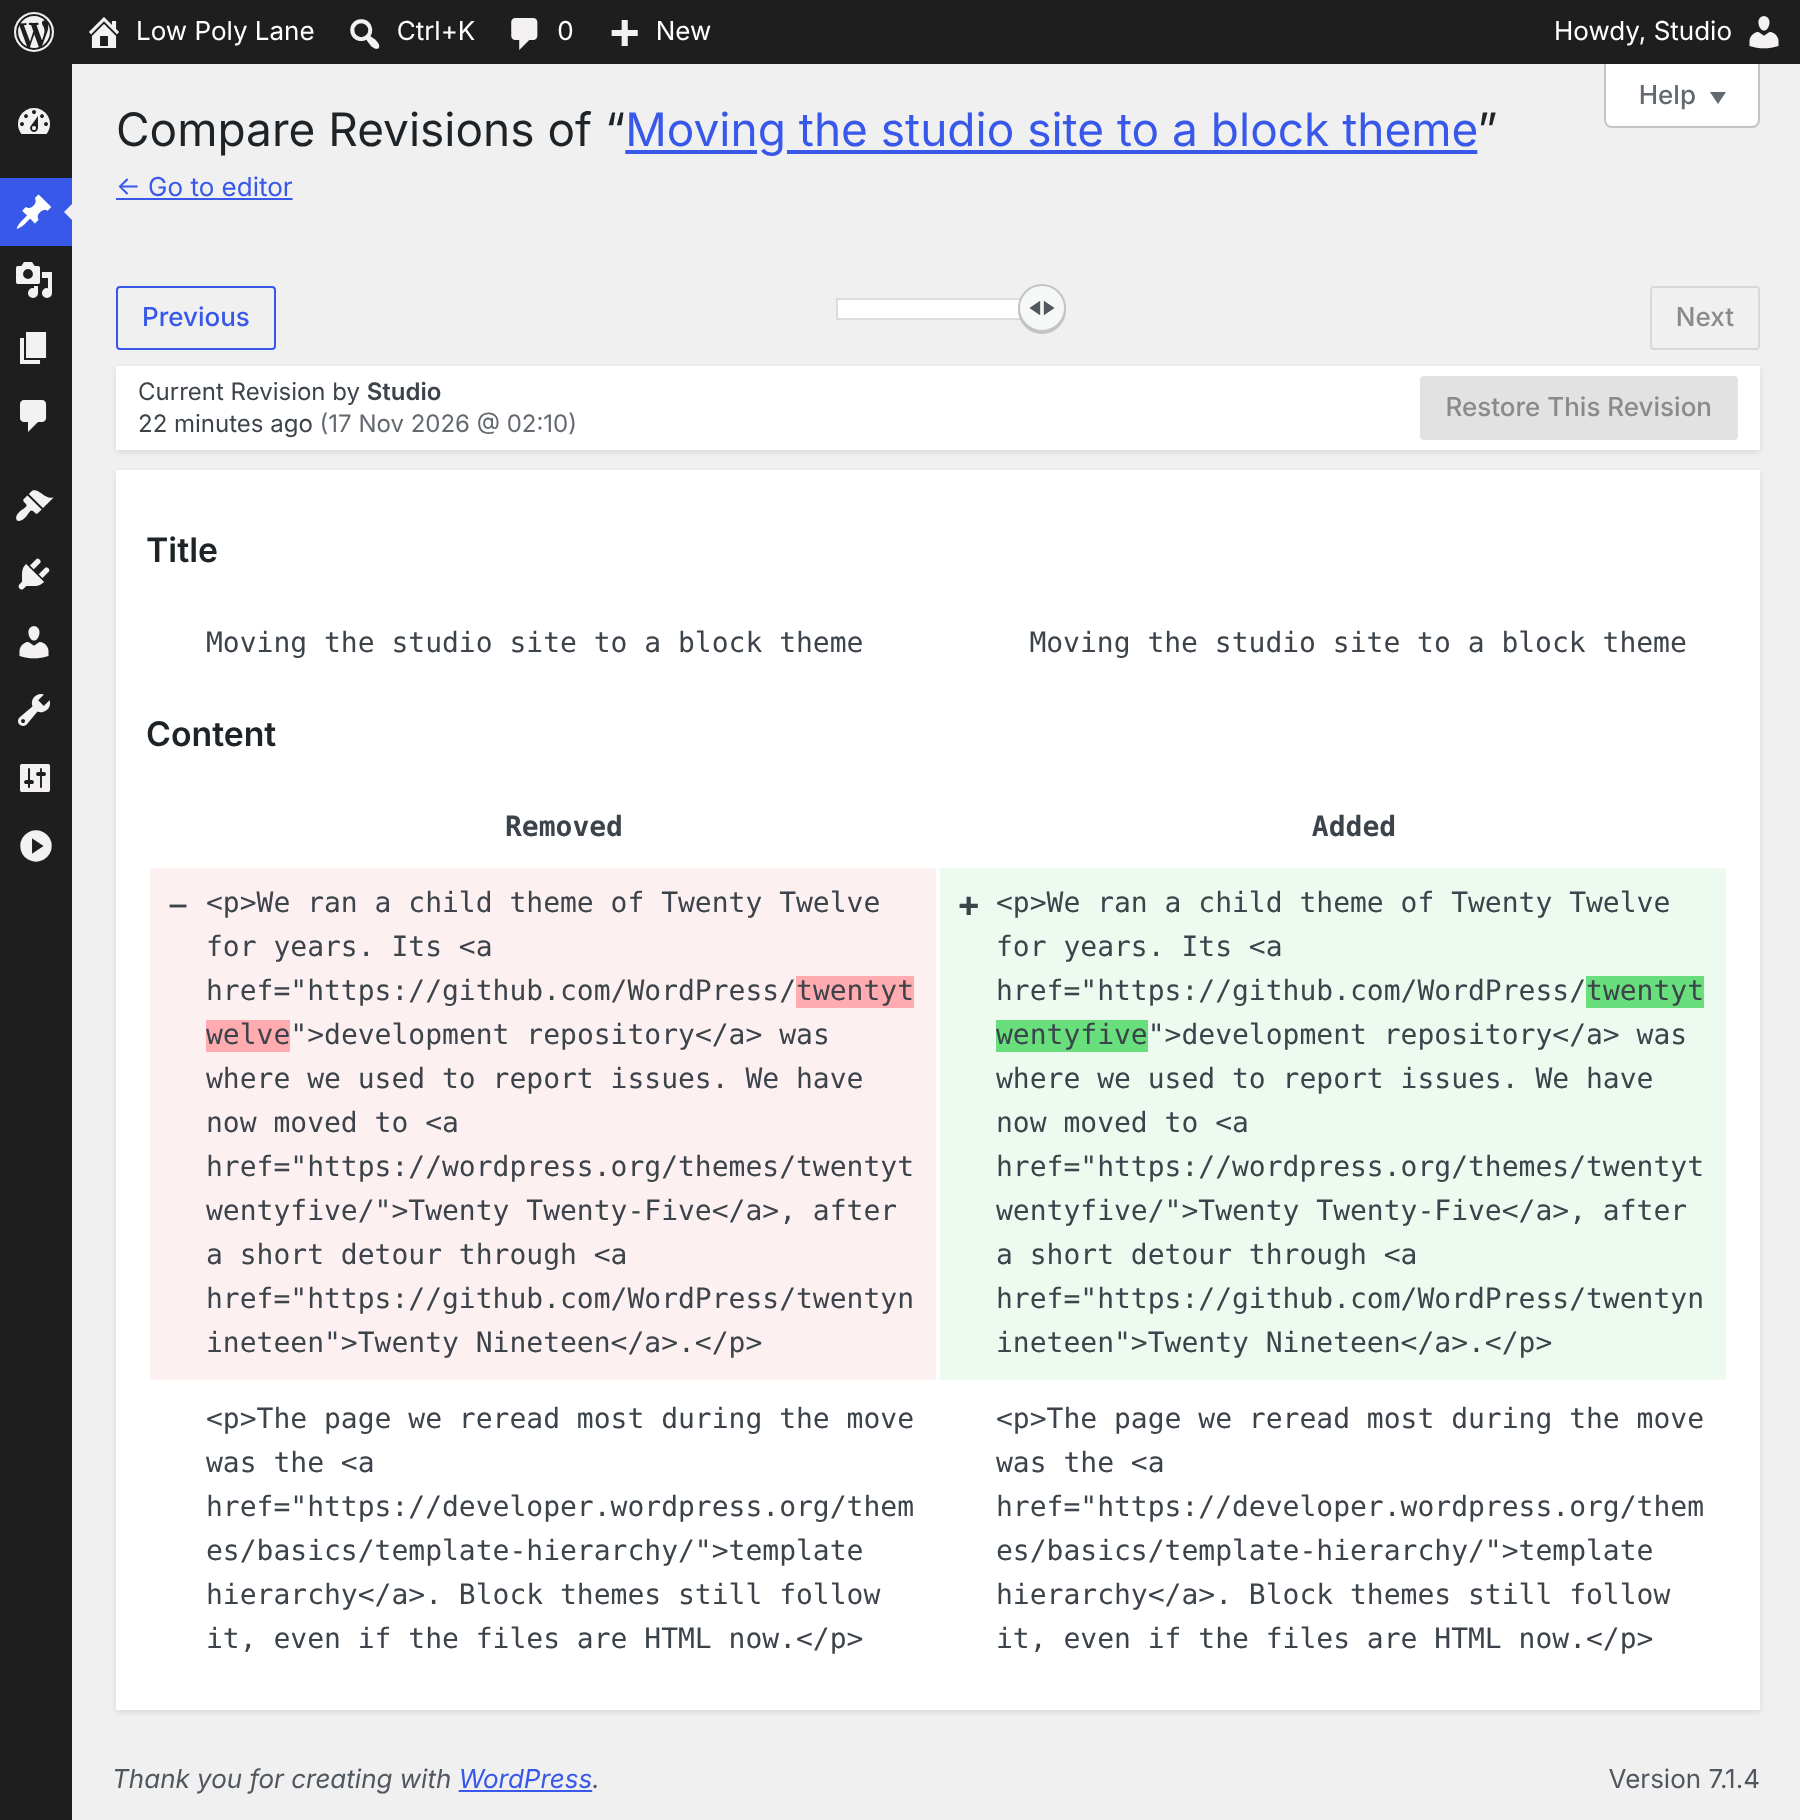 Low Poly Lane Ctrl+K 0 New Howdy, Studio
Help
Compare Revisions of “Moving the studio site to a block theme”
← Go to editor
Previous
Next
Current Revision by Studio
22 minutes ago (17 Nov 2026 @ 02:10)
Restore This Revision
Title
Moving the studio site to a block theme
Moving the studio site to a block theme
Content
Removed
Added
− <p>We ran a child theme of Twenty Twelve
for years. Its <a
href="https://github.com/WordPress/twentyt
welve">development repository</a> was
where we used to report issues. We have
now moved to <a
href="https://wordpress.org/themes/twentyt
wentyfive/">Twenty Twenty-Five</a>, after
a short detour through <a
href="https://github.com/WordPress/twentyn
ineteen">Twenty Nineteen</a>.</p>
+ <p>We ran a child theme of Twenty Twelve
for years. Its <a
href="https://github.com/WordPress/twentyt
wentyfive">development repository</a> was
where we used to report issues. We have
now moved to <a
href="https://wordpress.org/themes/twentyt
wentyfive/">Twenty Twenty-Five</a>, after
a short detour through <a
href="https://github.com/WordPress/twentyn
ineteen">Twenty Nineteen</a>.</p>
<p>The page we reread most during the move
was the <a
href="https://developer.wordpress.org/them
es/basics/template-hierarchy/">template
hierarchy</a>. Block themes still follow
it, even if the files are HTML now.</p>
<p>The page we reread most during the move
was the <a
href="https://developer.wordpress.org/them
es/basics/template-hierarchy/">template
hierarchy</a>. Block themes still follow
it, even if the files are HTML now.</p>
Thank you for creating with WordPress.
Version 7.1.4